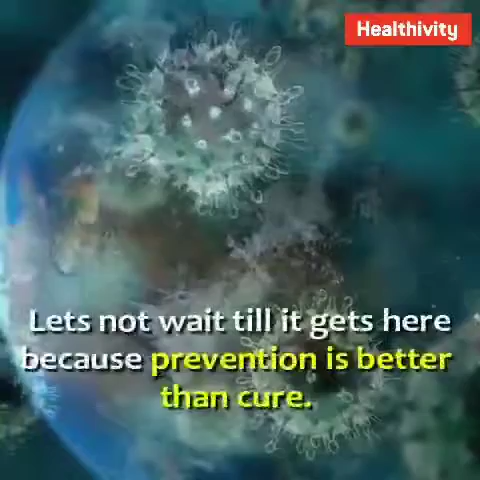 Healthivity
Lets not wait till it gets here
because prevention is better
than cure.